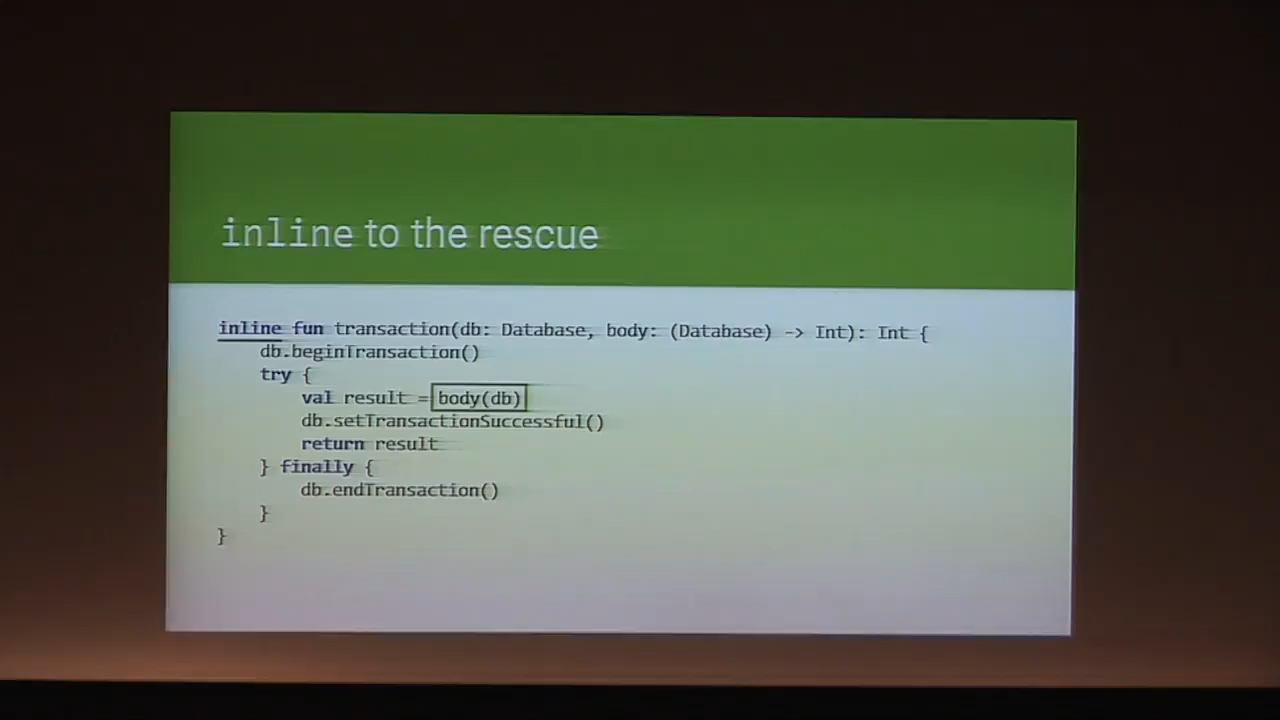 inline to the rescue
inline fun transaction(db: Database, body: (Database) -> Int): Int {
    db.beginTransaction()
    try {
        val result = body(db)
        db.setTransactionSuccessful()
        return result
    } finally {
        db.endTransaction()
    }
}